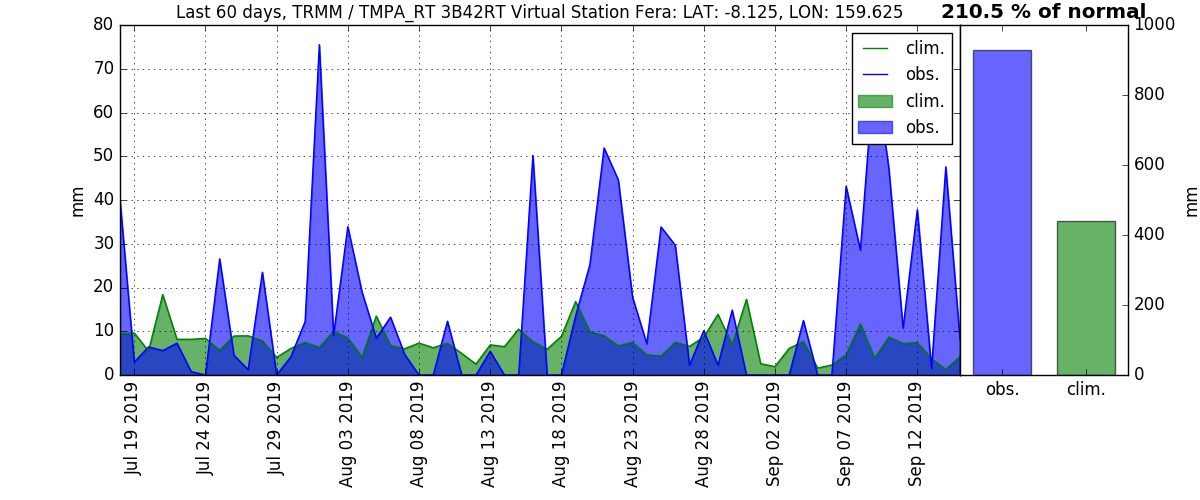 Last 60 days, TRMM / TMPA_RT 3B42RT Virtual Station Fera: LAT: -8.125, LON: 159.625
210.5 % of normal
80
70
60
50
40
30
20
10
0
mm
clim.
obs.
clim.
obs.
1000
800
600
400
200
0
mm
obs.
clim.
Jul 19 2019
Jul 24 2019
Jul 29 2019
Aug 03 2019
Aug 08 2019
Aug 13 2019
Aug 18 2019
Aug 23 2019
Aug 28 2019
Sep 02 2019
Sep 07 2019
Sep 12 2019